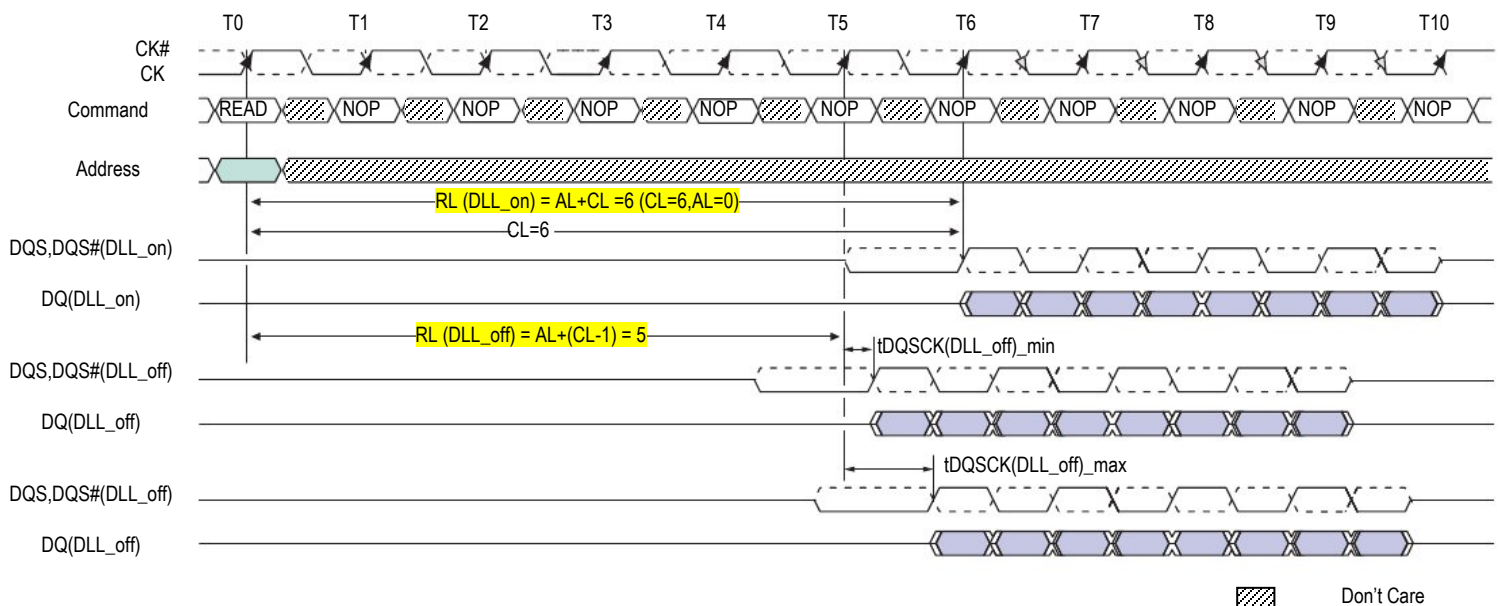 T0 T1 T2 T3 T4 T5 T6 T7 T8 T9 T10
CK#
CK
Command READ NOP NOP NOP NOP NOP NOP NOP NOP NOP NOP
Address
RL (DLL_on) = AL+CL =6 (CL=6,AL=0)
CL=6
DQS,DQS#(DLL_on)
DQ(DLL_on)
RL (DLL_off) = AL+(CL-1) = 5
tDQSCK(DLL_off)_min
DQS,DQS#(DLL_off)
DQ(DLL_off)
tDQSCK(DLL_off)_max
DQS,DQS#(DLL_off)
DQ(DLL_off)
Don't Care